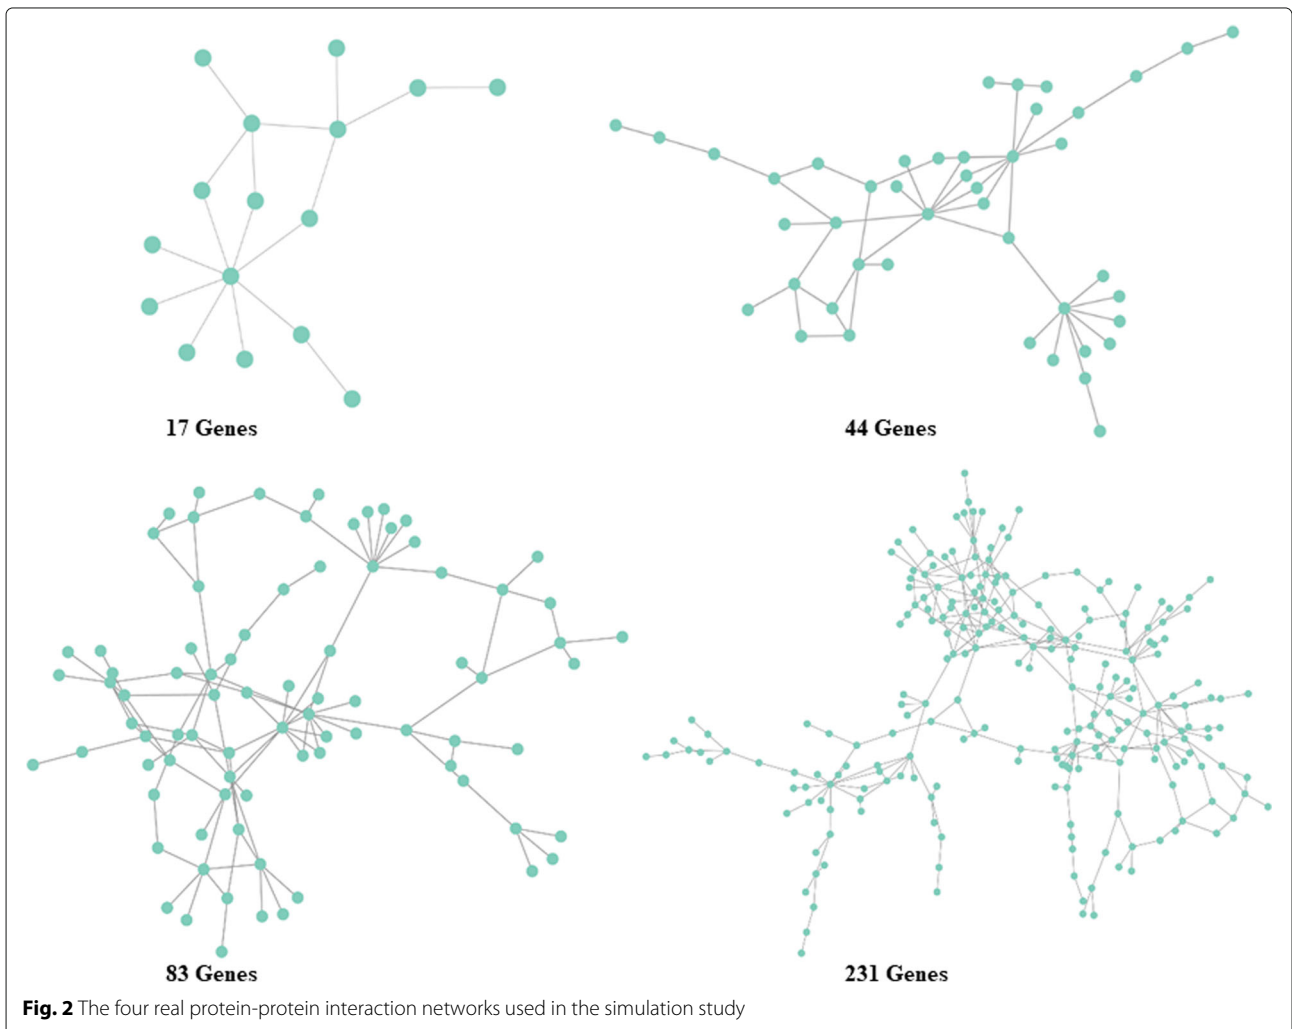 17 Genes
44 Genes
83 Genes
231 Genes
Fig. 2 The four real protein-protein interaction networks used in the simulation study